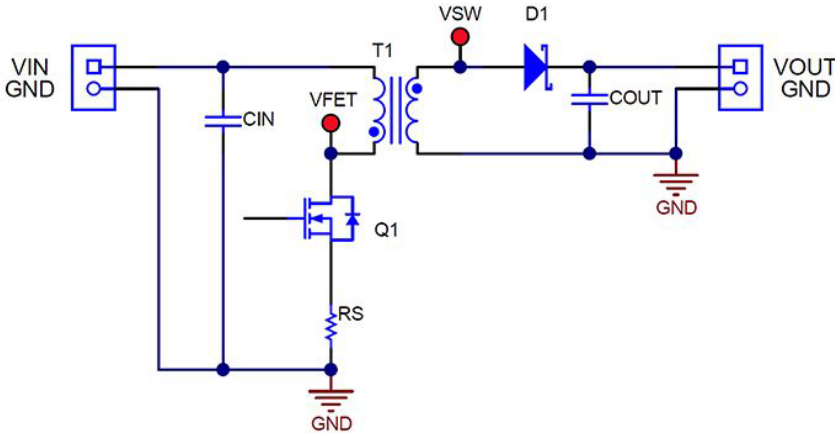 VSW
D1
T1
VIN
GND
VFET
CIN
COUT
VOUT
GND
GND
Q1
RS
GND